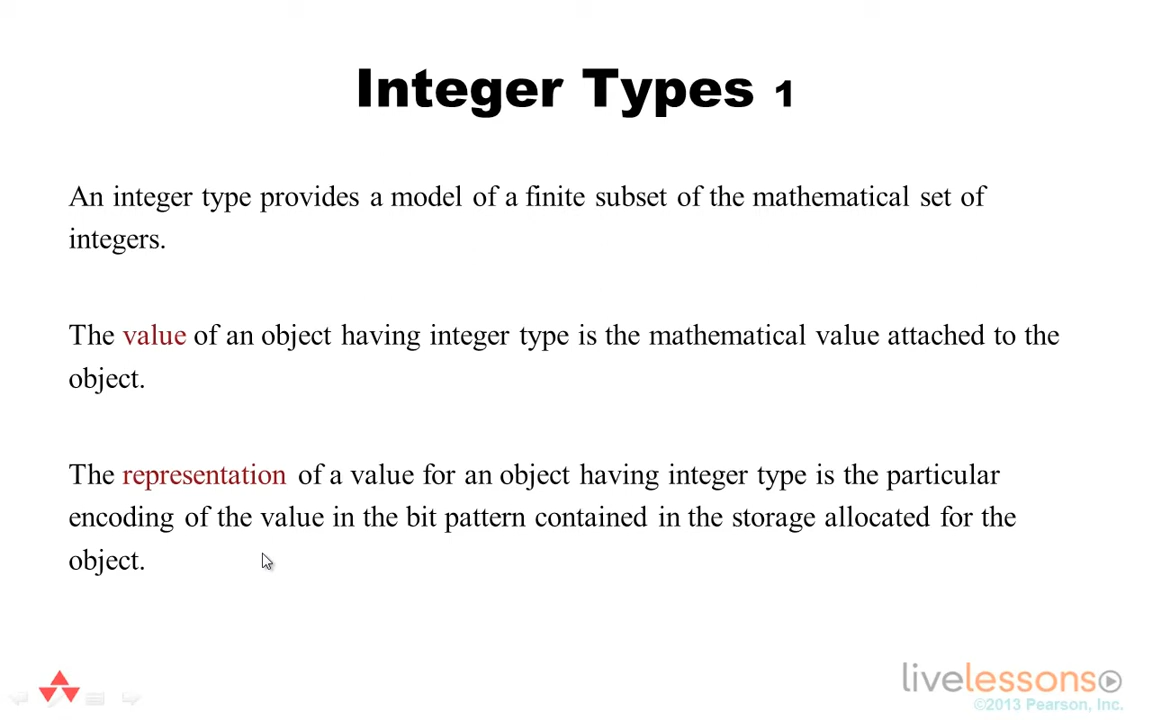 Integer Types 1
An integer type provides a model of a finite subset of the mathematical set of
integers.
The value of an object having integer type is the mathematical value attached to the
object.
The representation of a value for an object having integer type is the particular
encoding of the value in the bit pattern contained in the storage allocated for the
object.
livelessons
©2013 Pearson, Inc.